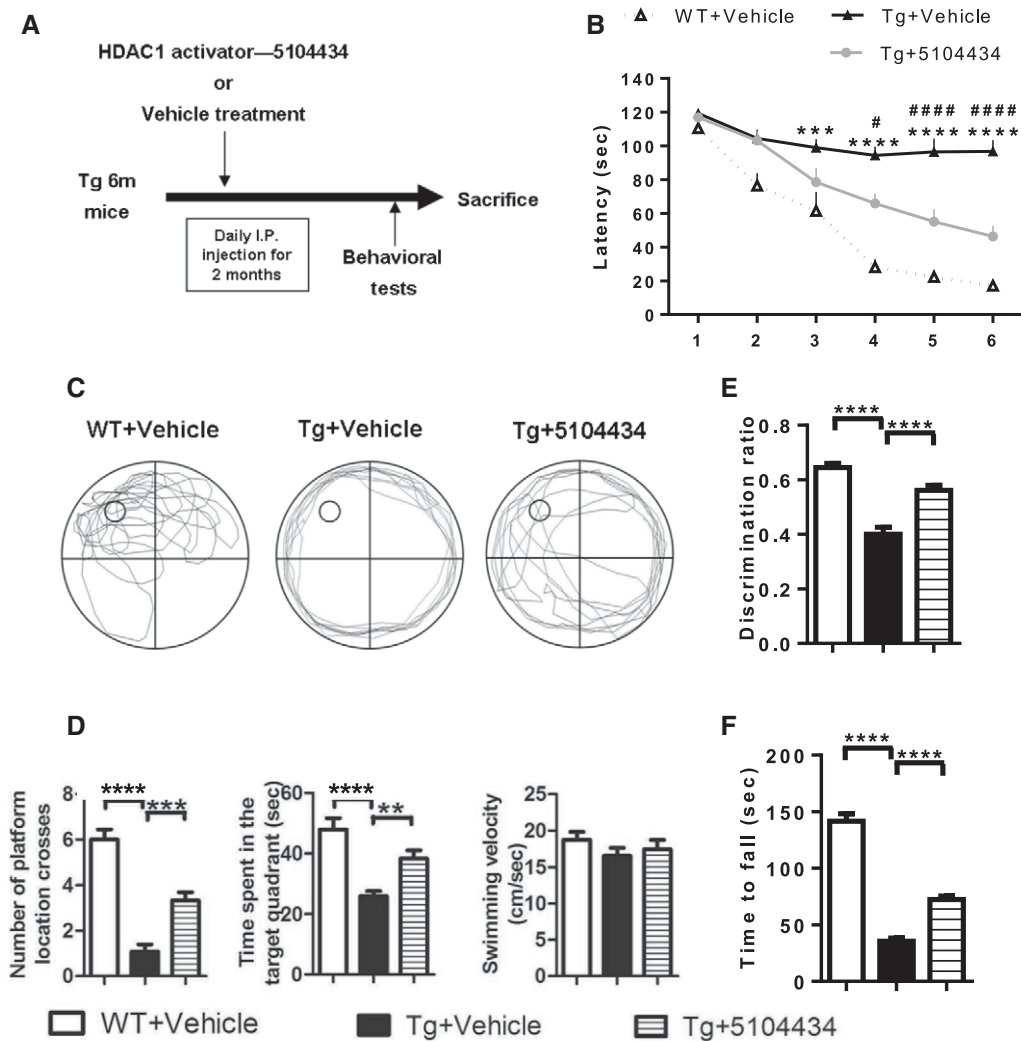 A
HDAC1 activator—5104434
or
Vehicle treatment
Tg 6m
mice
Sacrifice
Daily I.P.
injection for
2 months
Behavioral
tests
B
WT+Vehicle
Tg+Vehicle
Tg+5104434
Latency (sec)
140
120
100
80
60
40
20
0
***
#
****
####
****
####
****
1 2 3 4 5 6
C
WT+Vehicle
Tg+Vehicle
Tg+5104434
E
Discrimination ratio
0.8
0.6
0.4
0.2
0.0
****
****
D
Number of platform
location crosses
8
6
4
2
0
****
***
Time spent in the
target quadrant (sec)
60
40
20
0
****
**
Swimming velocity
(cm/sec)
25
20
15
10
5
0
F
Time to fall (sec)
200
150
100
50
0
****
****
WT+Vehicle
Tg+Vehicle
Tg+5104434